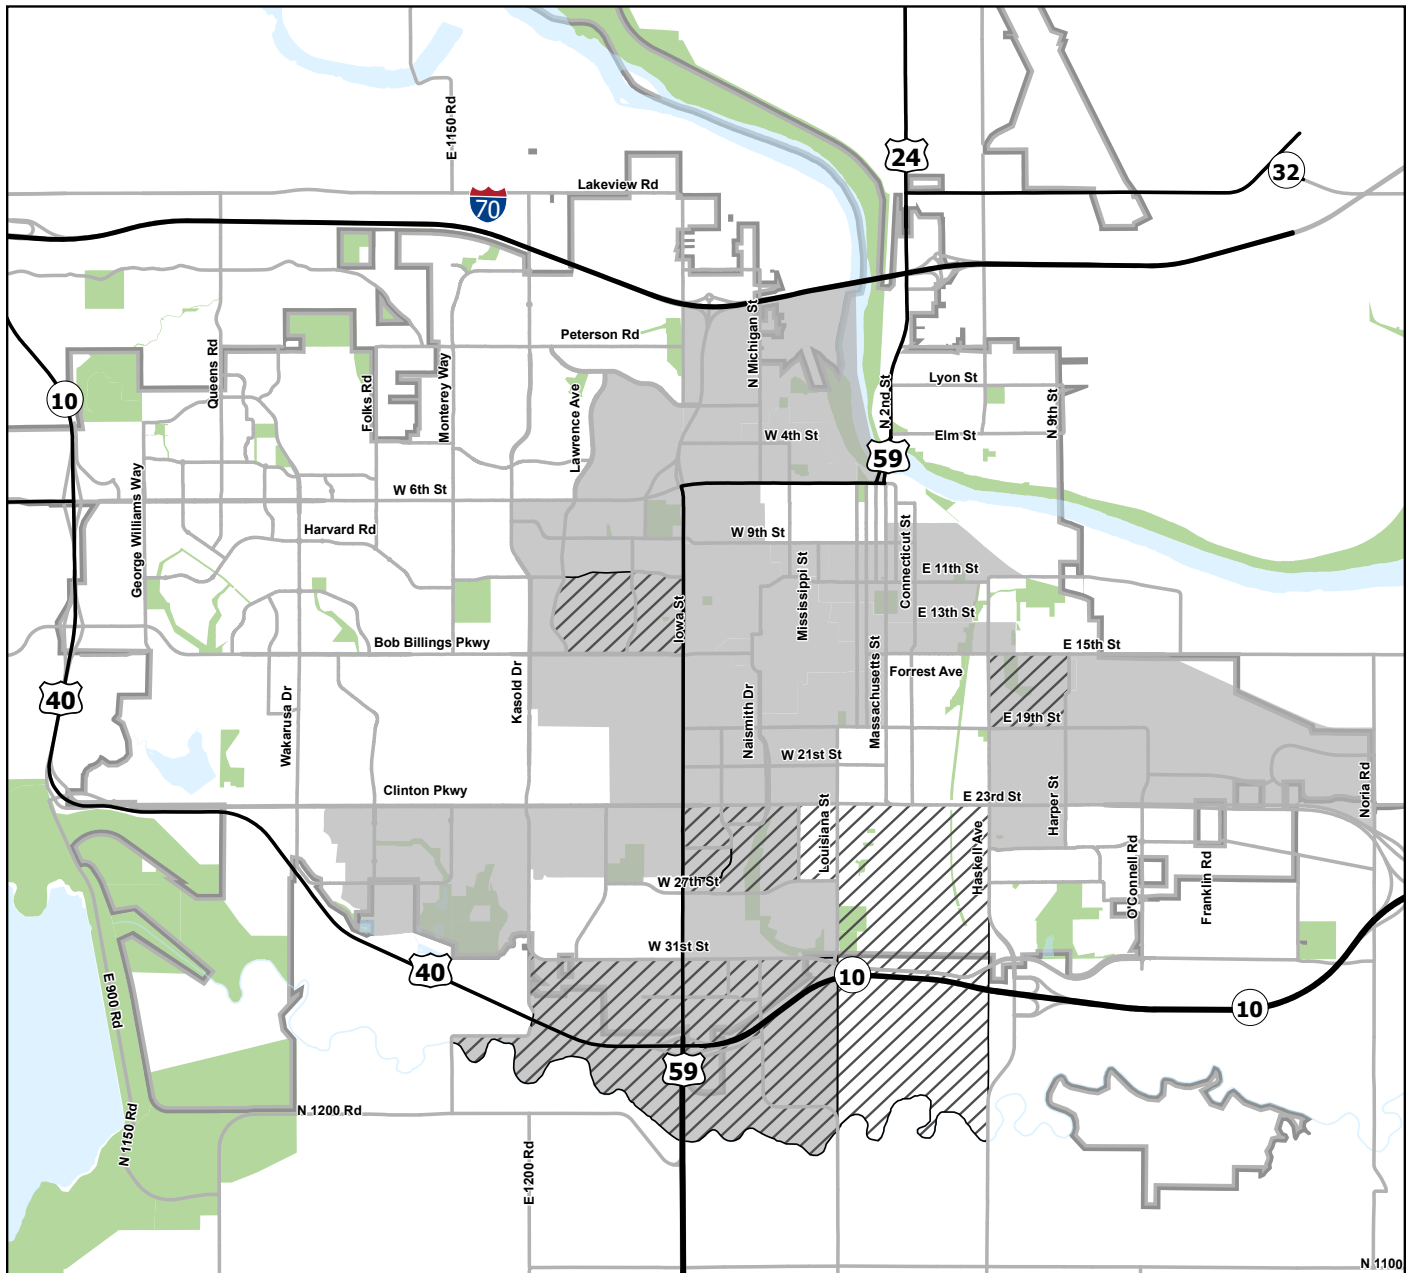 E 1150 Rd
24
32
Lakeview Rd
70
Peterson Rd
N Michigan St
Queens Rd
Folks Rd
Monterey Way
Lawrence Ave
N 2nd St
Lyon St
N 9th St
10
W 4th St
Elm St
59
George Williams Way
W 6th St
Harvard Rd
W 9th St
Mississippi St
Connecticut St
E 11th St
E 13th St
Iowa St
Bob Billings Pkwy
E 15th St
Massachusetts St
Forrest Ave
40
Wakarusa Dr
Kasold Dr
Naismith Dr
E 19th St
W 21st St
Clinton Pkwy
E 23rd St
Louisiana St
Haskell Ave
Harper St
Noria Rd
W 27th St
O'Connell Rd
Franklin Rd
W 31st St
40
10
10
E 900 Rd
59
N 1200 Rd
N 1150 Rd
E 1200 Rd
N 1100